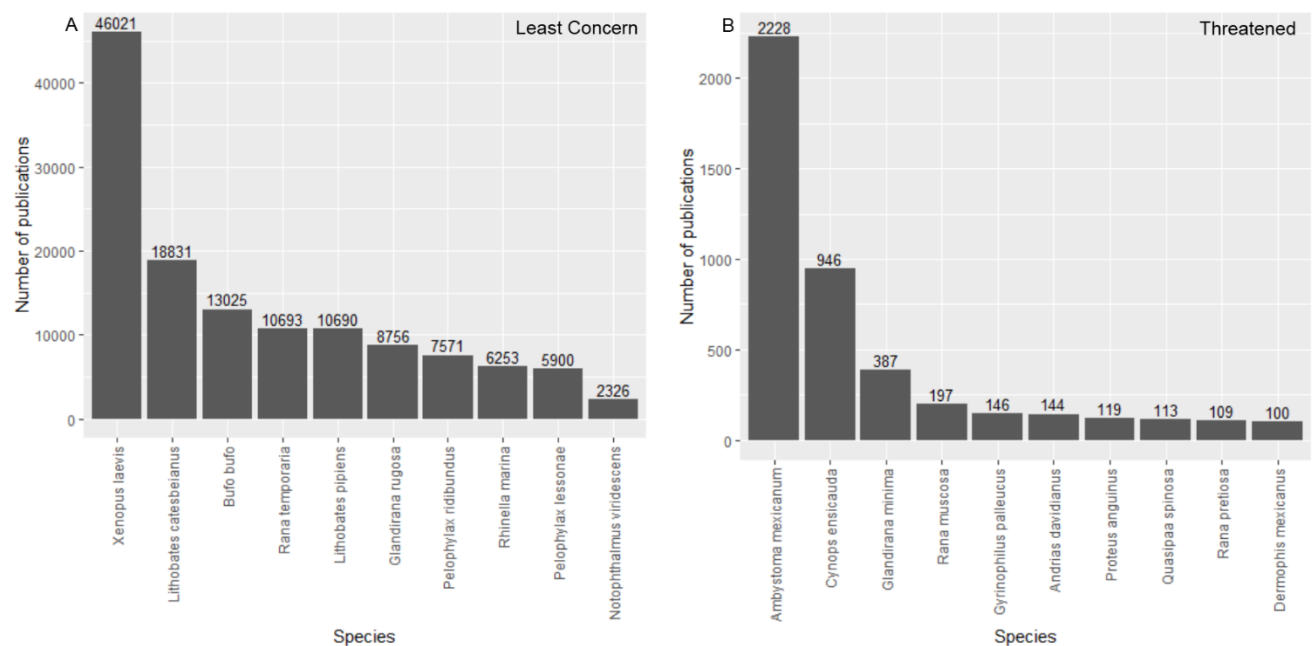 A
Least Concern
Number of publications
40000
30000
20000
10000
0
46021
18831
13025
10693
10690
8756
7571
6253
5900
2326
Xenopus laevis
Lithobates catesbeianus
Bufo bufo
Rana temporaria
Lithobates pipiens
Glandirana rugosa
Pelophylax ridibundus
Rhinella marina
Pelophylax lessonae
Notophthalmus viridescens
Species
B
Threatened
Number of publications
2000
1500
1000
500
0
2228
946
387
197
146
144
119
113
109
100
Ambystoma mexicanum
Cynops ensicauda
Glandirana minima
Rana muscosa
Gyrinophilus palleucus
Andrias davidianus
Proteus anguinus
Quasipaa spinosa
Rana pretiosa
Dermophis mexicanus
Species